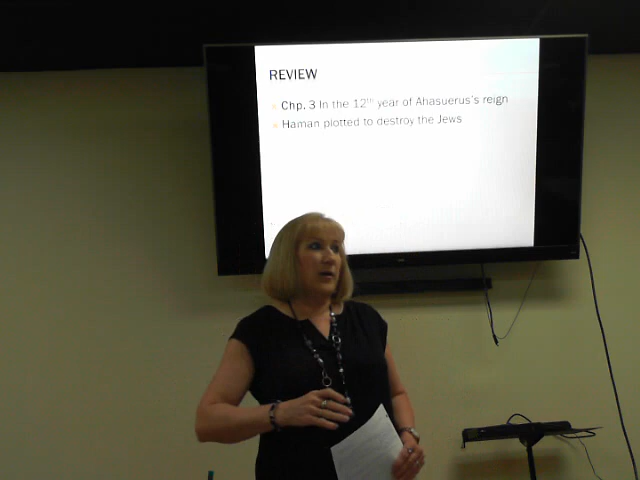 REVIEW
Chp. 3 In the 12th year of Ahasuerus's reign
Haman plotted to destroy the Jews